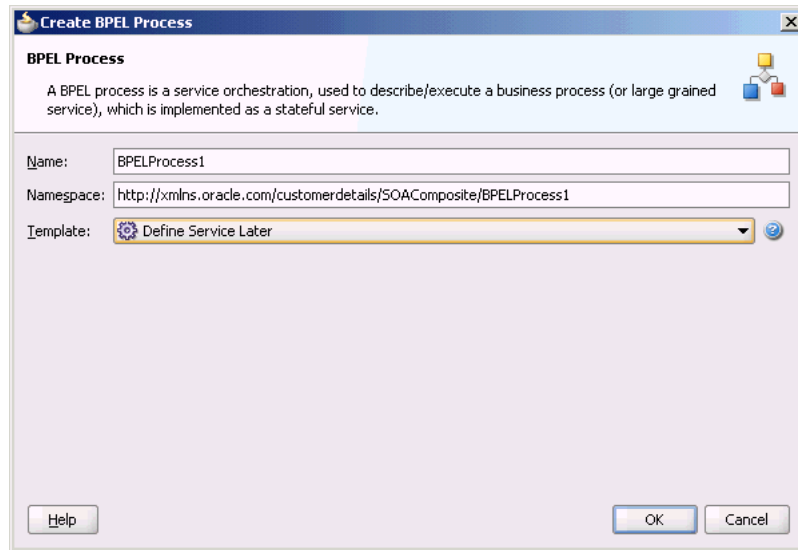 Create BPEL Process
BPEL Process
A BPEL process is a service orchestration, used to describe/execute a business process (or large grained
service), which is implemented as a stateful service.
Name: BPELProcess1
Namespace: http://xmlns.oracle.com/customerdetails/SOAComposite/BPELProcess1
Template: Define Service Later
Help OK Cancel